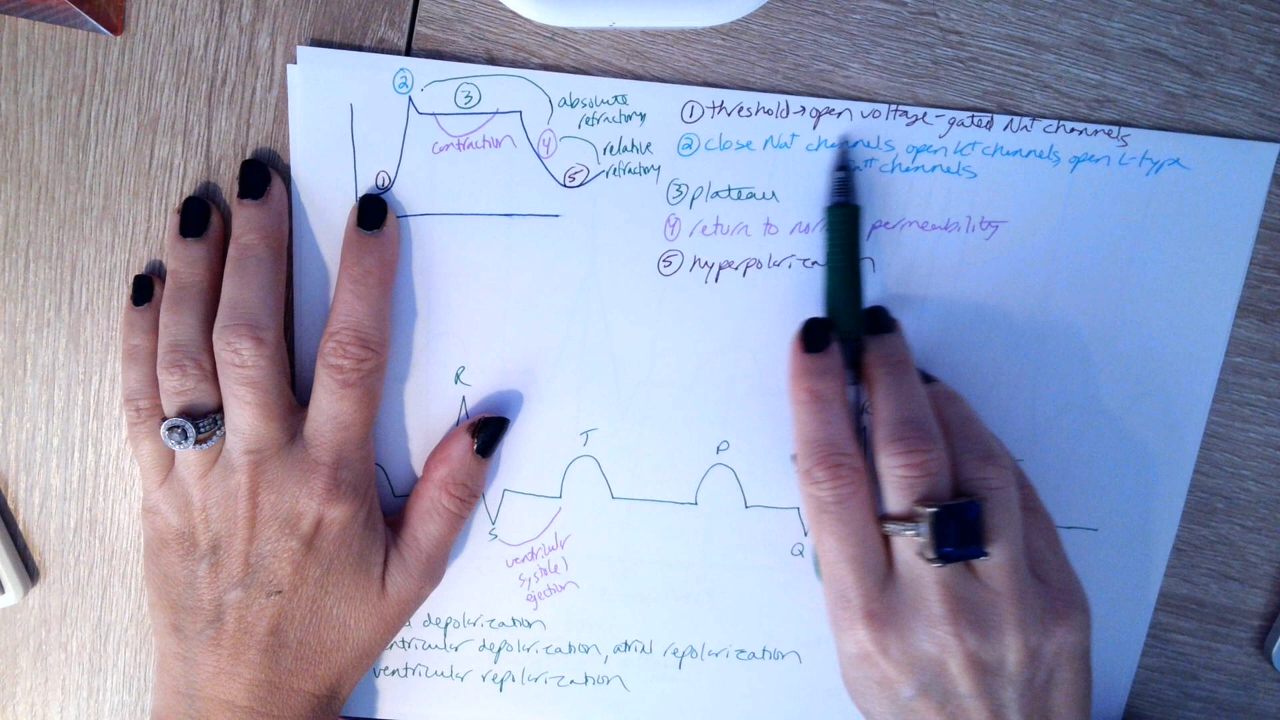 ② ③ absolute
refractory
① threshold→open voltage-gated Na⁺ channels
contraction ④ relative
refractory
② close Na⁺ channels, open K⁺ channels, open L-type
channels
① ⑤
③ plateau
④ return to permeability
⑤
R
T P
S Q
ventricular
systole/
ejection
depolarization
depolarization, atrial repolarization
ventricular repolarization